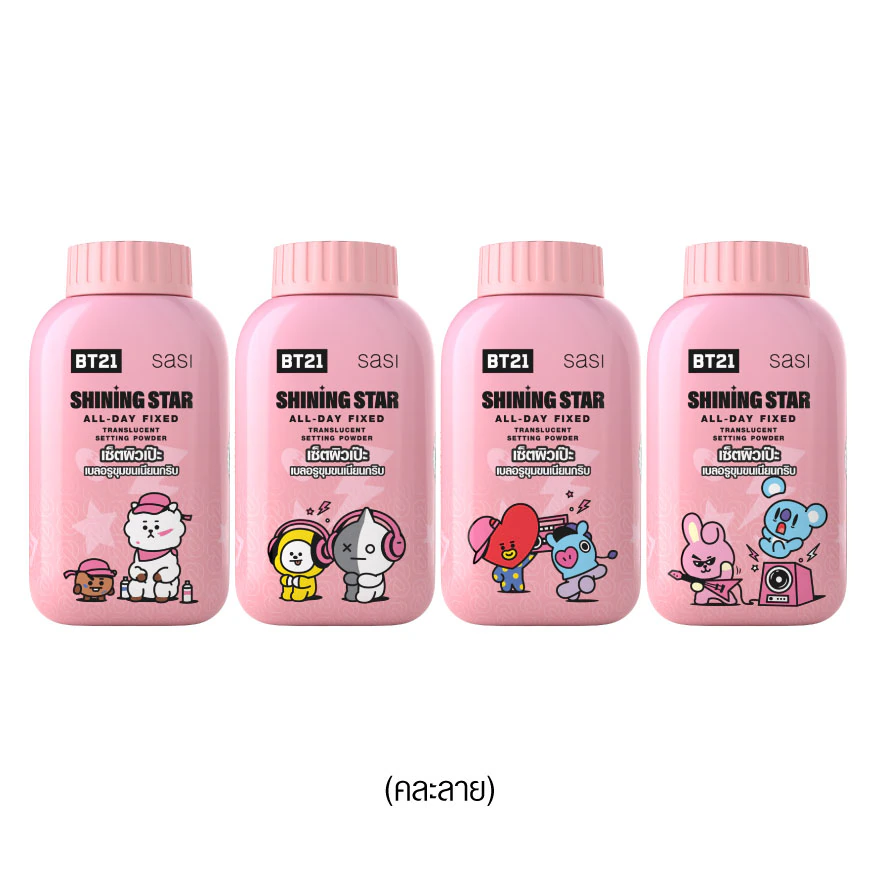 BT21 sasi
SHINING STAR
ALL-DAY FIXED
TRANSLUCENT
SETTING POWDER
เซ็ตผิวเป๊ะ
เบลอรูขุมขนเนียนกริบ
BT21 sasi
SHINING STAR
ALL-DAY FIXED
TRANSLUCENT
SETTING POWDER
เซ็ตผิวเป๊ะ
เบลอรูขุมขนเนียนกริบ
BT21 sasi
SHINING STAR
ALL-DAY FIXED
TRANSLUCENT
SETTING POWDER
เซ็ตผิวเป๊ะ
เบลอรูขุมขนเนียนกริบ
BT21 sasi
SHINING STAR
ALL-DAY FIXED
TRANSLUCENT
SETTING POWDER
เซ็ตผิวเป๊ะ
เบลอรูขุมขนเนียนกริบ
(คละลาย)